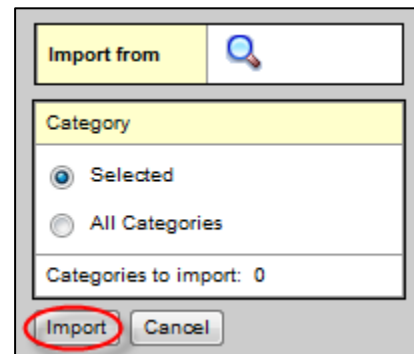 Import from
Category
Selected
All Categories
Categories to import: 0
Import Cancel